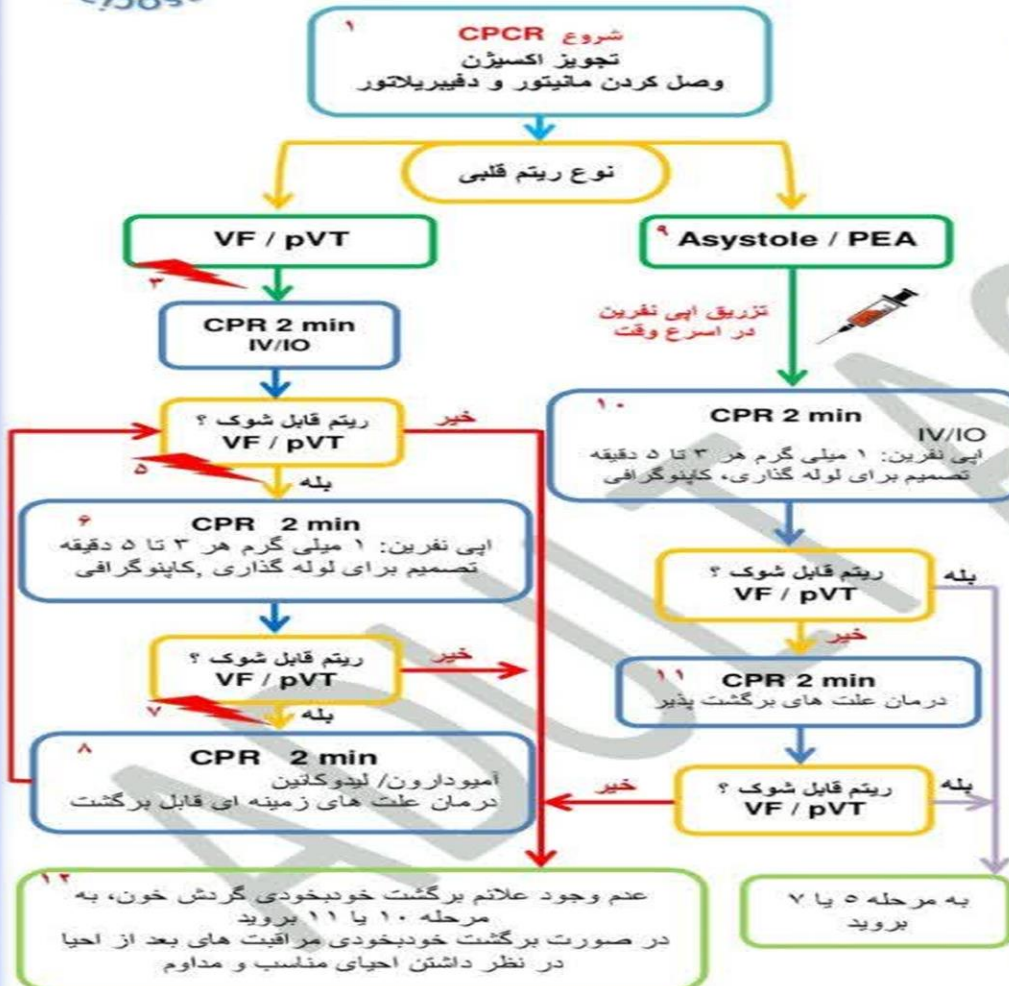 ۱
شروع CPCR
تجویز اکسیژن
وصل کردن مانیتور و دفیبریلاتور
نوع ریتم قلبی
VF / pVT
۳
CPR 2 min
IV/IO
ریتم قابل شوک ؟
VF / pVT
خیر
۵
بله
۶
CPR 2 min
اپی نفرین: ۱ میلی گرم هر ۳ تا ۵ دقیقه
تصمیم برای لوله گذاری ,کاپنوگرافی
ریتم قابل شوک ؟
VF / pVT
خیر
۷
بله
۸
CPR 2 min
آمیودارون/ لیدوکائین
درمان علت های زمینه ای قابل برگشت
۹
Asystole / PEA
تزریق اپی نفرین
در اسرع وقت
۱۰
CPR 2 min
IV/IO
اپی نفرین: ۱ میلی گرم هر ۳ تا ۵ دقیقه
تصمیم برای لوله گذاری، کاپنوگرافی
ریتم قابل شوک ؟
VF / pVT
بله
خیر
۱۱
CPR 2 min
درمان علت های برگشت پذیر
ریتم قابل شوک ؟
VF / pVT
بله
خیر
۱۲
عدم وجود علائم برگشت خودبخودی گردش خون، به
مرحله ۱۰ یا ۱۱ بروید
در صورت برگشت خودبخودی مراقبت های بعد از احیا
در نظر داشتن احیای مناسب و مداوم
به مرحله ۵ یا ۷
بروید
ADULT